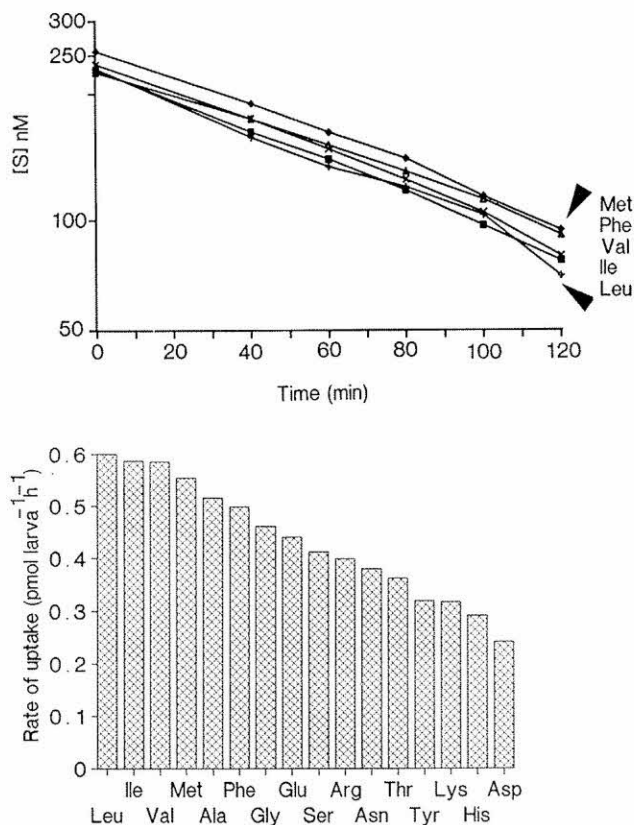 300
250
100
50
[S] nM
0 20 40 60 80 100 120
Time (min)
Met
Phe
Val
Ile
Leu
0.6
0.5
0.4
0.3
0.2
0.1
0
Rate of uptake (pmol larva⁻¹h⁻¹)
Ile Met Phe Glu Arg Thr Lys Asp
Leu Val Ala Gly Ser Asn Tyr His